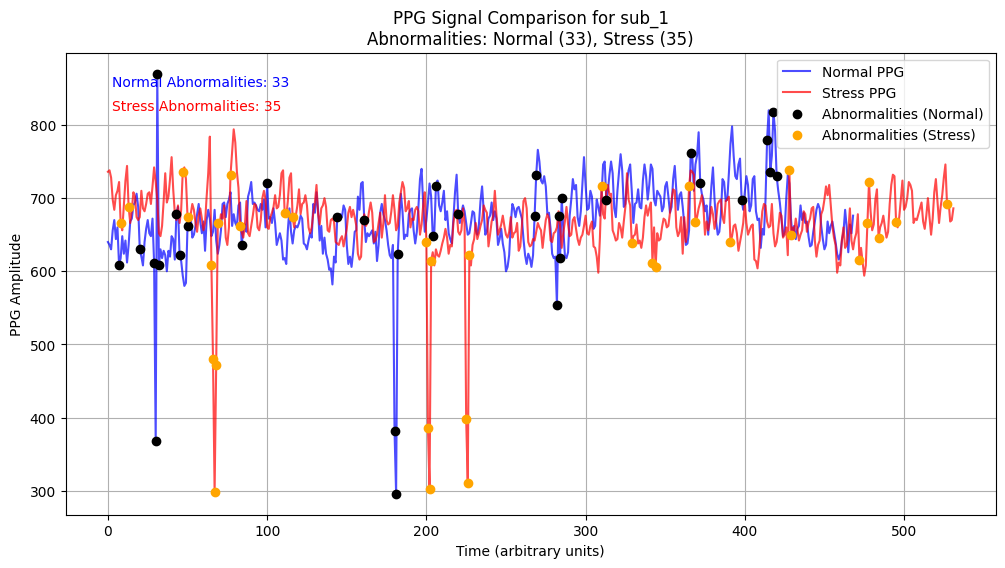 PPG Signal Comparison for sub_1
Abnormalities: Normal (33), Stress (35)
Normal Abnormalities: 33
Stress Abnormalities: 35
Normal PPG
Stress PPG
Abnormalities (Normal)
Abnormalities (Stress)
PPG Amplitude
800
700
600
500
400
300
0 100 200 300 400 500
Time (arbitrary units)